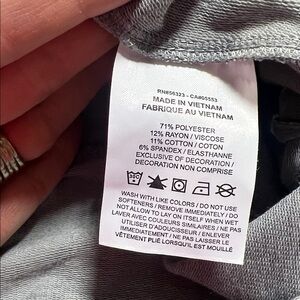 RN#56323 - CA#05553
MADE IN VIETNAM
FABRIQUE AU VIETNAM
71% POLYESTER
12% RAYON / VISCOSE
11% COTTON / COTON
6% SPANDEX / ELASTHANNE
EXCLUSIVE OF DECORATION /
DECORATION NON COMPRISE
WASH WITH LIKE COLORS / DO NOT USE
SOFTENERS / REMOVE IMMEDIATELY / DO
NOT ALLOW TO LAY ON ITSELF WHEN WET
LAVER AVEC COULEURS SIMILAIRES / NE PAS
UTILISER D'ADOUCISSEUR / ENLEVER
IMMEDIATEMENT / NE PAS LAISSER LE
VÊTEMENT PLIÉ LORSQU'IL EST MOUILLÉ